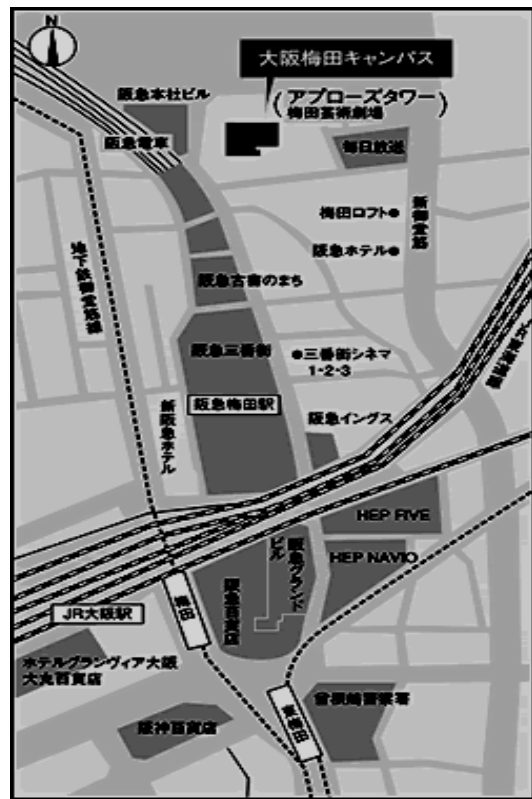 N
大阪梅田キャンパス
(アプローズタワー)
梅田芸術劇場
阪急本社ビル
阪急電車
毎日放送
新御堂筋
梅田ロフト
阪急ホテル
地下鉄御堂筋線
阪急古書のまち
阪急三番街
三番街シネマ
1-2-3
阪急梅田駅
新阪急ホテル
阪急イングス
HEP FIVE
阪急グランド
ビル
HEP NAVIO
阪急百貨店
梅田
JR大阪駅
ホテルグランヴィア大阪
大丸百貨店
阪神百貨店
東梅田
曽根崎警察署